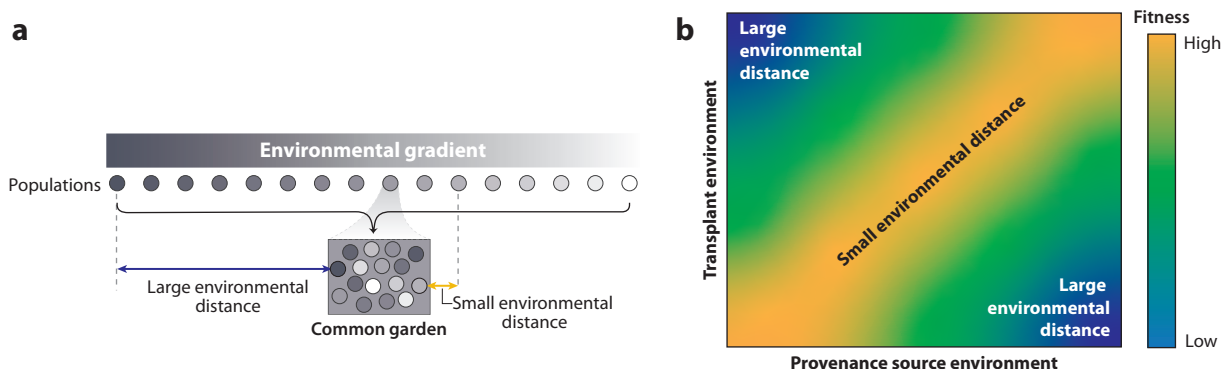 a
Environmental gradient
Populations
Large environmental
distance
Small environmental
distance
Common garden
b
Large
environmental
distance
Small environmental distance
Large
environmental
distance
Transplant environment
Provenance source environment
Fitness
High
Low